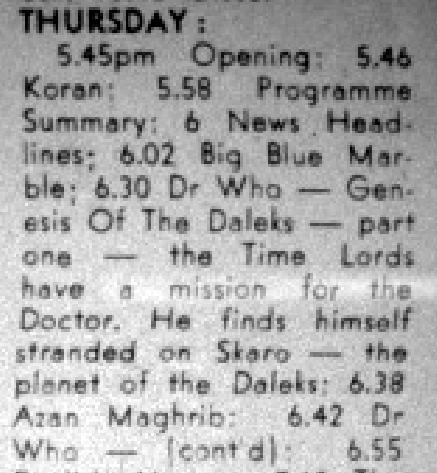 THURSDAY :
5.45pm Opening; 5.46
Koran; 5.58 Programme
Summary; 6 News Head-
lines; 6.02 Big Blue Mar-
ble; 6.30 Dr Who — Gen-
esis Of The Daleks — part
one — the Time Lords
have a mission for the
Doctor. He finds himself
stranded on Skaro — the
planet of the Daleks; 6.38
Azan Maghrib; 6.42 Dr
Who — (cont'd); 6.55